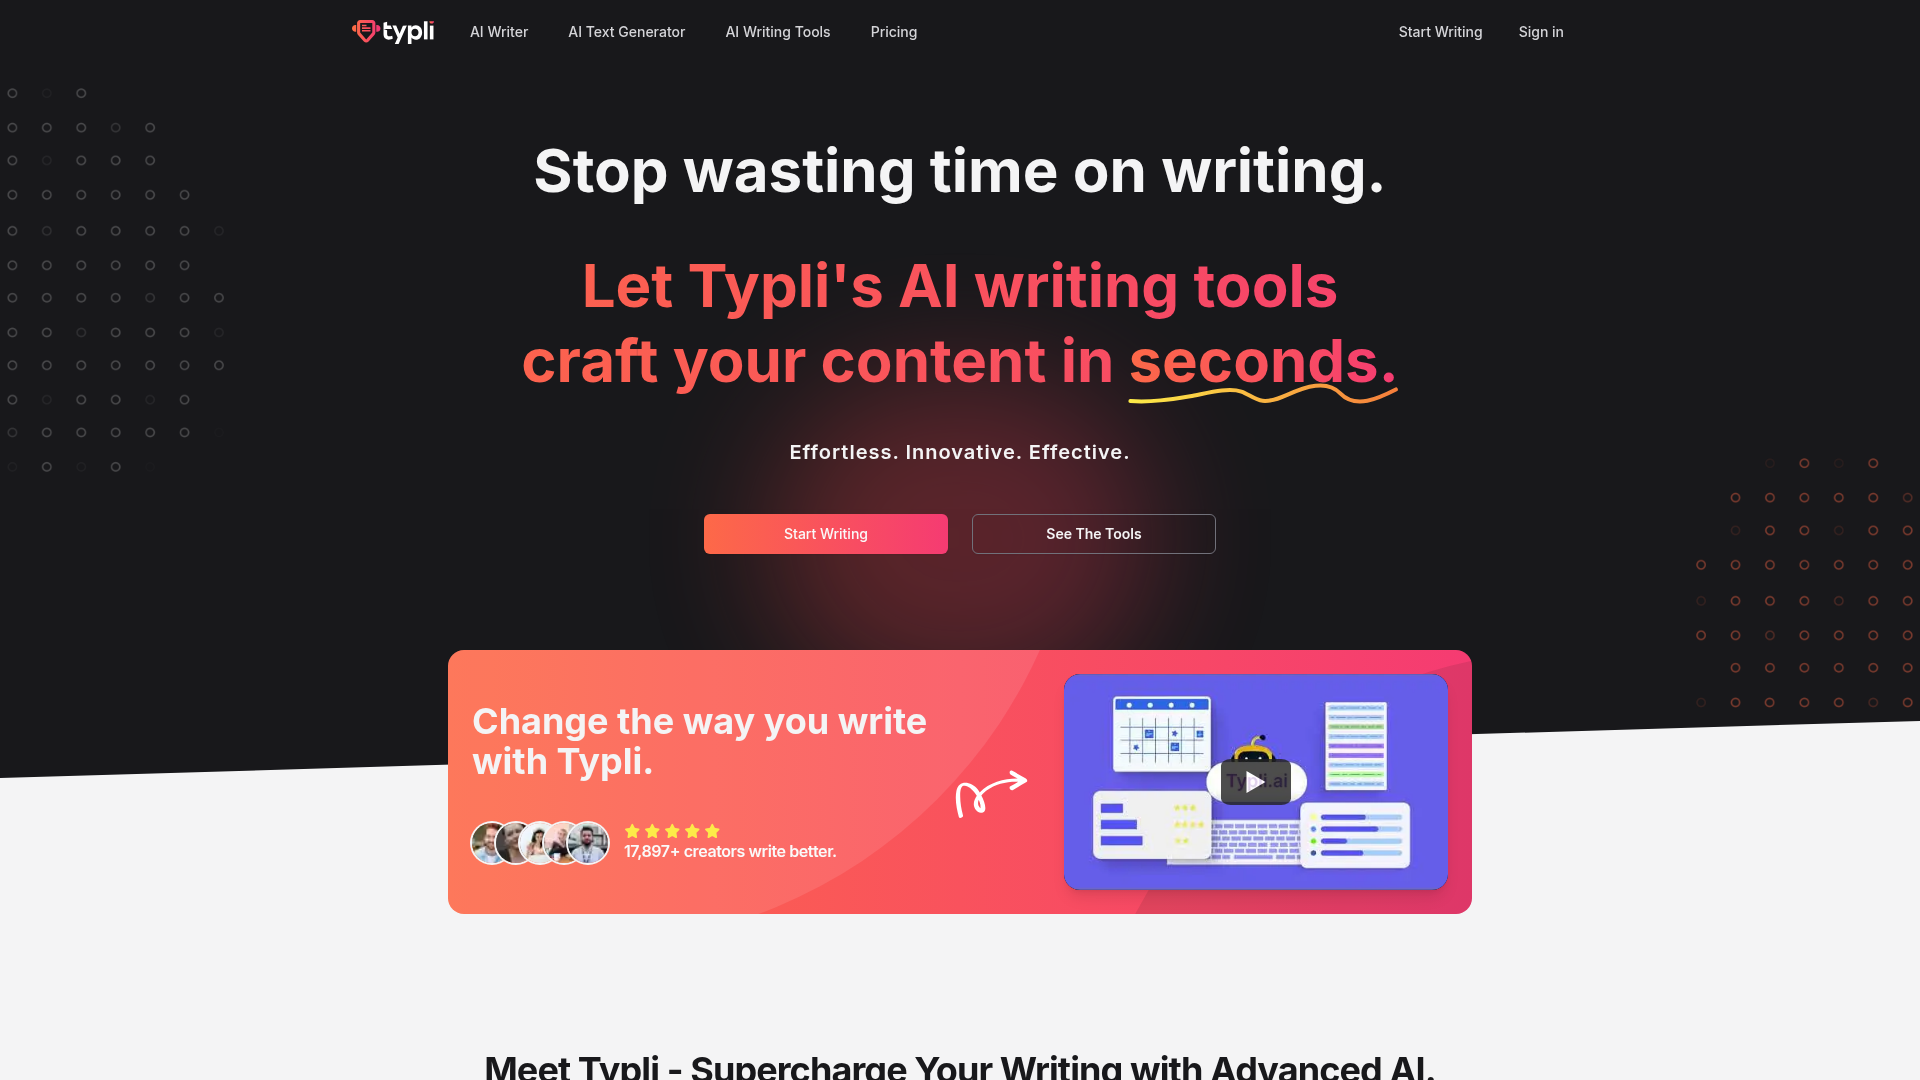 typli
AI Writer
AI Text Generator
AI Writing Tools
Pricing
Start Writing
Sign in
Stop wasting time on writing.
Let Typli's AI writing tools
craft your content in seconds.
Effortless. Innovative. Effective.
Start Writing
See The Tools
Change the way you write
with Typli.
17,897+ creators write better.
Typli.ai
Meet Typli - Supercharge Your Writing with Advanced AI.